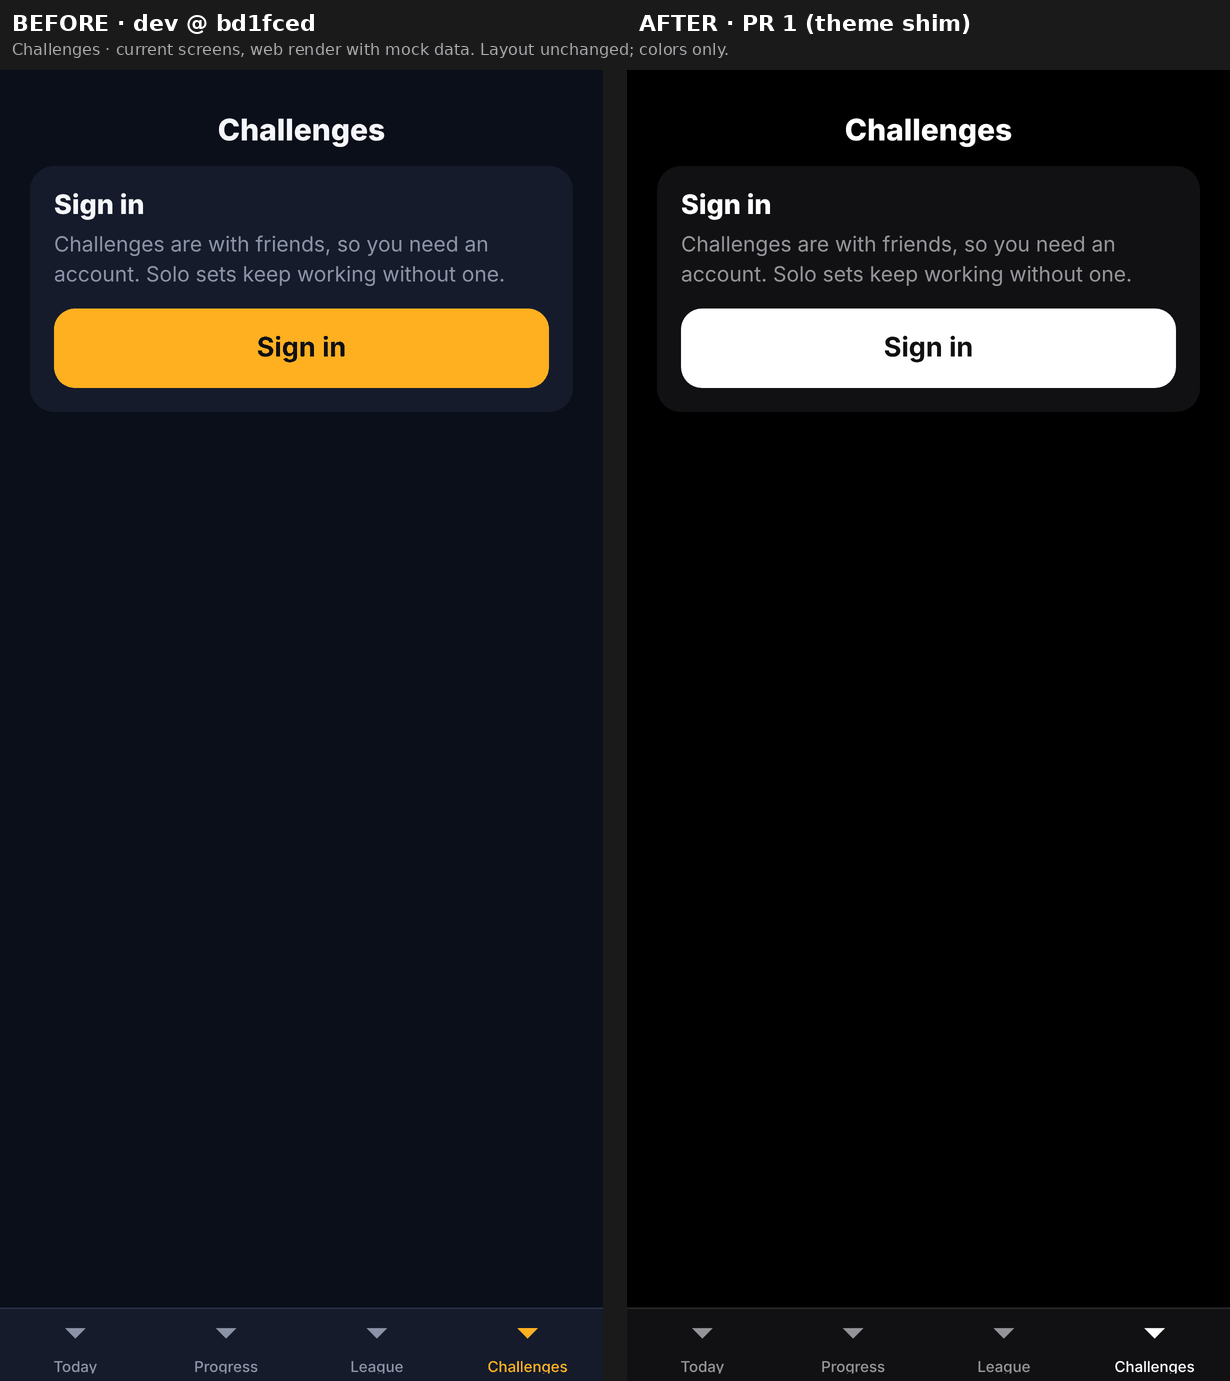 BEFORE · dev @ bd1fced
AFTER · PR 1 (theme shim)
Challenges · current screens, web render with mock data. Layout unchanged; colors only.
Challenges
Sign in
Challenges are with friends, so you need an
account. Solo sets keep working without one.
Sign in
Today
Progress
League
Challenges
Challenges
Sign in
Challenges are with friends, so you need an
account. Solo sets keep working without one.
Sign in
Today
Progress
League
Challenges